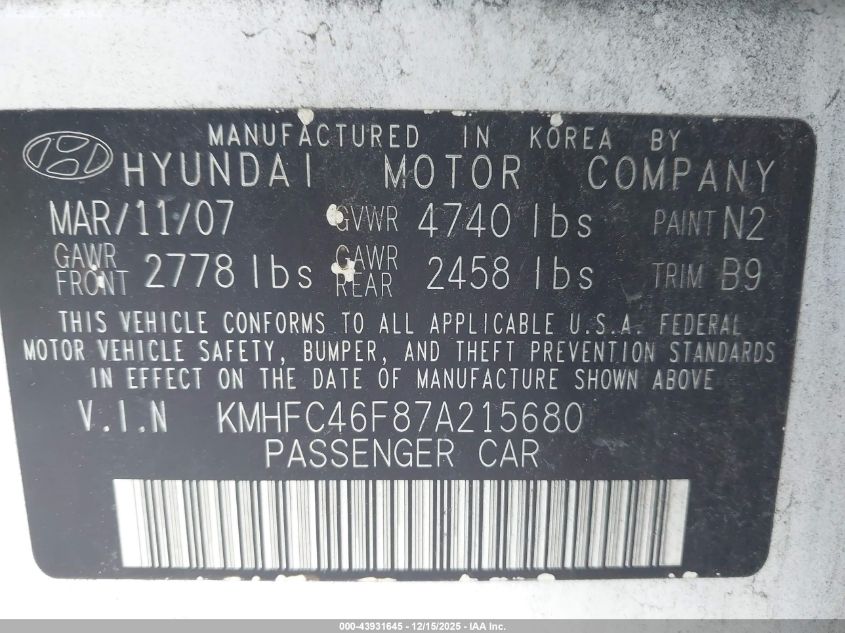 MANUFACTURED IN KOREA BY
HYUNDAI MOTOR COMPANY
MAR/11/07 GVWR 4740 lbs PAINT N2
GAWR FRONT 2778 lbs GAWR REAR 2458 lbs TRIM B9
THIS VEHICLE CONFORMS TO ALL APPLICABLE U.S.A. FEDERAL
MOTOR VEHICLE SAFETY, BUMPER, AND THEFT PREVENTION STANDARDS
IN EFFECT ON THE DATE OF MANUFACTURE SHOWN ABOVE
V.I.N KMHFC46F87A215680
PASSENGER CAR
000-43931645 - 12/15/2025 - IAA Inc.